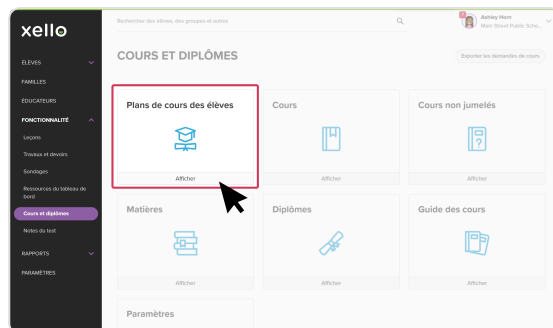 xello
Rechercher des élèves, des groupes et autres
Ashley Horn
Main Street Public Scho...
ÉLÈVES
FAMILLES
ÉDUCATEURS
FONCTIONNALITÉ
Leçons
Travaux et devoirs
Sondages
Ressources du tableau de
bord
Cours et diplômes
Notes du test
RAPPORTS
PARAMÈTRES
COURS ET DIPLÔMES
Exporter les demandes de cours
Plans de cours des élèves
Afficher
Cours
Afficher
Cours non jumelés
Afficher
Matières
Afficher
Diplômes
Afficher
Guide des cours
Afficher
Paramètres